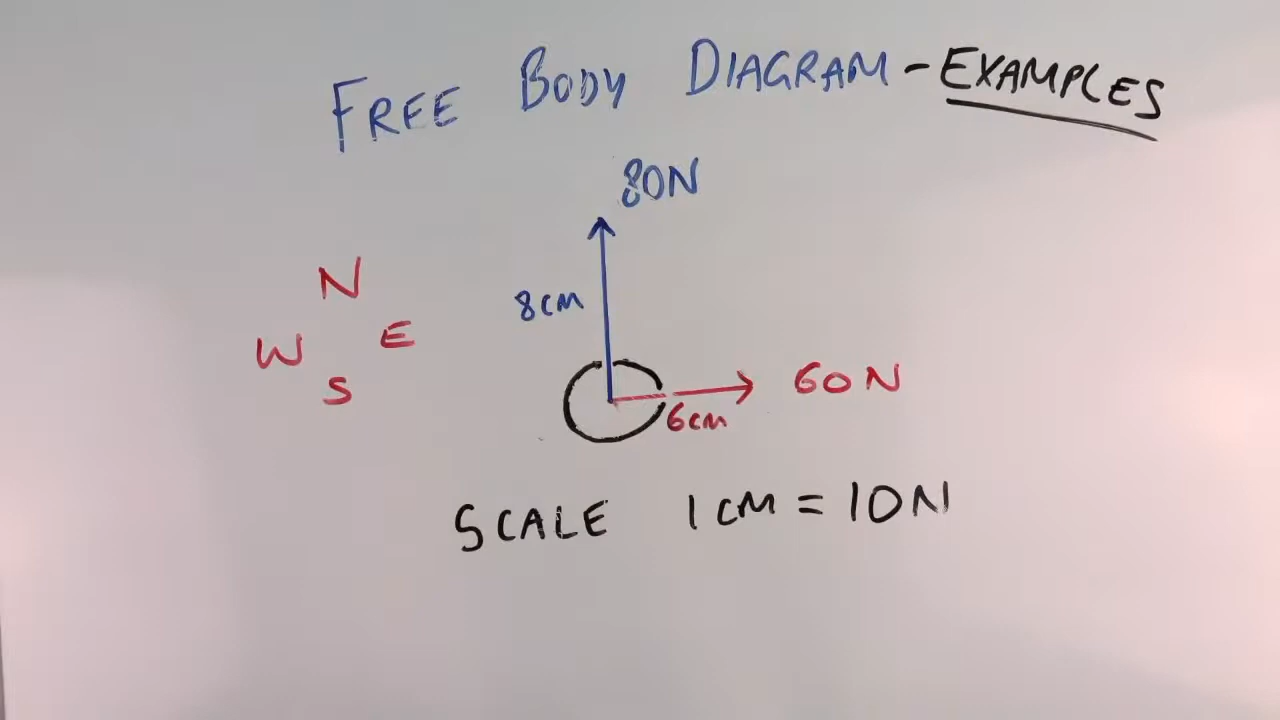 FREE BODY DIAGRAM - EXAMPLES
80N
N
8CM
W E
S
60N
6CM
SCALE 1CM = 10N